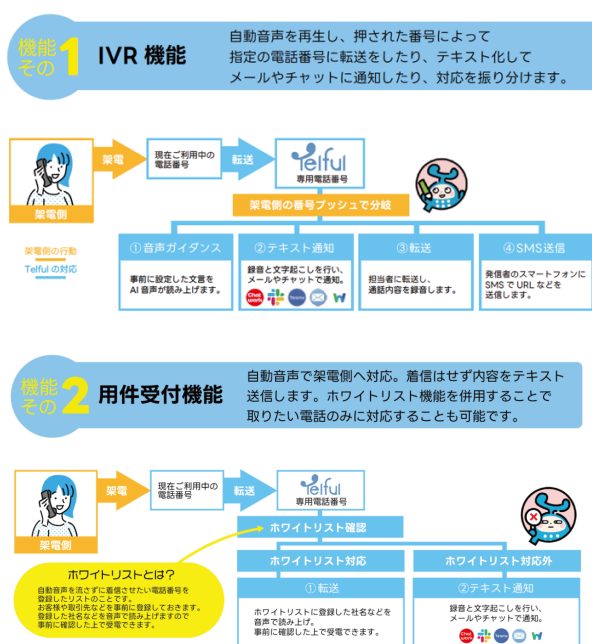 機能
その
1
IVR 機能
自動音声を再生し、押された番号によって
指定の電話番号に転送をしたり、テキスト化して
メールやチャットに通知したり、対応を振り分けます。
架電側
架電
現在ご利用中の
電話番号
転送
Telful
専用電話番号
架電側の番号プッシュで分岐
架電側の行動
Telful の対応
①音声ガイダンス
事前に設定した文言を
AI 音声が読み上げます。
②テキスト通知
録音と文字起こしを行い、
メールやチャットで通知。
Chat
work
Teams
③転送
担当者に転送し、
通話内容を録音します。
④SMS送信
発信者のスマートフォンに
SMS で URL などを
送信します。
機能
その
2
用件受付機能
自動音声で架電側へ対応。着信はせず内容をテキスト
送信します。ホワイトリスト機能を併用することで
取りたい電話のみに対応することも可能です。
架電側
架電
現在ご利用中の
電話番号
転送
Telful
専用電話番号
ホワイトリスト確認
ホワイトリストとは?
自動音声を流さずに着信させたい電話番号を
登録したリストのことです。
お客様や取引先などを事前に登録しておきます。
登録した社名などを音声で読み上げますので
事前に確認した上で受電できます。
ホワイトリスト対応
①転送
ホワイトリストに登録した社名などを
音声で読み上げ。
事前に確認した上で受電できます。
ホワイトリスト対応外
②テキスト通知
録音と文字起こしを行い、
メールやチャットで通知。
Chat
work
Teams